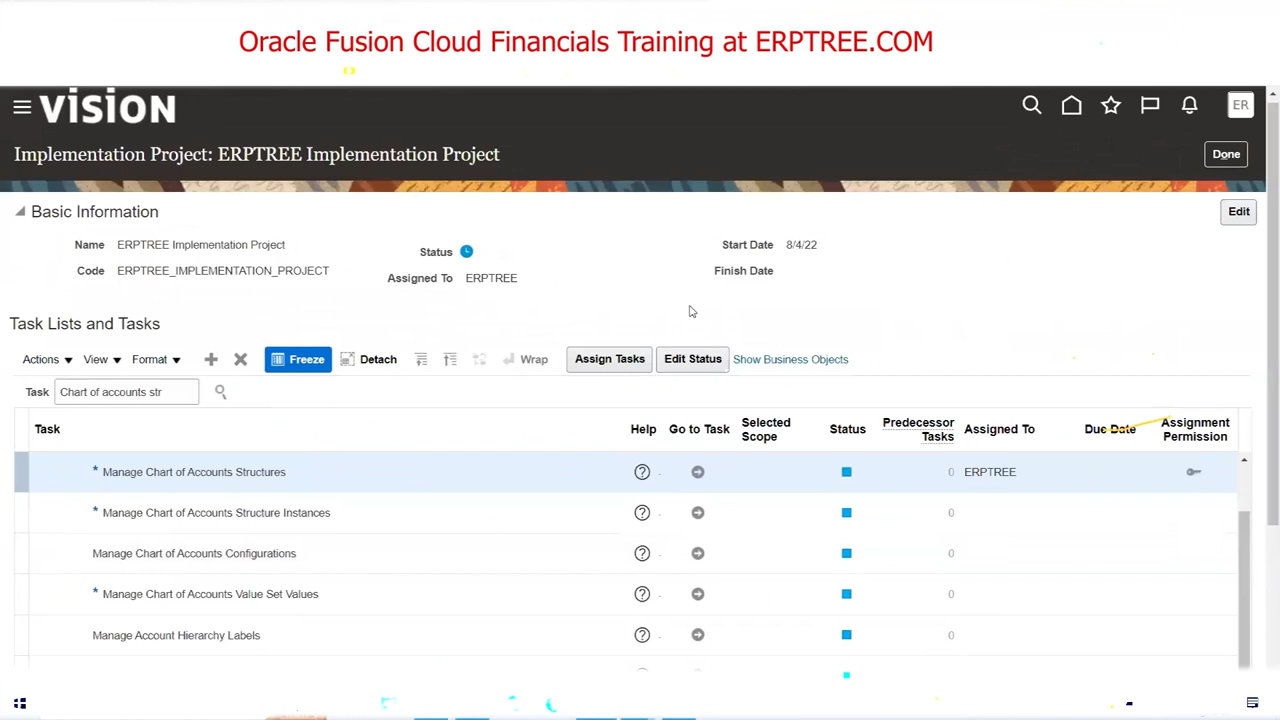 Oracle Fusion Cloud Financials Training at ERPTREE.COM
vision
ER
Implementation Project: ERPTREE Implementation Project
Done
Basic Information
Edit
Name ERPTREE Implementation Project
Status
Start Date 8/4/22
Code ERPTREE_IMPLEMENTATION_PROJECT
Assigned To ERPTREE
Finish Date
Task Lists and Tasks
Actions View Format Freeze Detach Wrap Assign Tasks Edit Status Show Business Objects
Task Chart of accounts str
Task Help Go to Task Selected Scope Status Predecessor Tasks Assigned To Due Date Assignment Permission
* Manage Chart of Accounts Structures 0 ERPTREE
* Manage Chart of Accounts Structure Instances 0
Manage Chart of Accounts Configurations 0
* Manage Chart of Accounts Value Set Values 0
Manage Account Hierarchy Labels 0